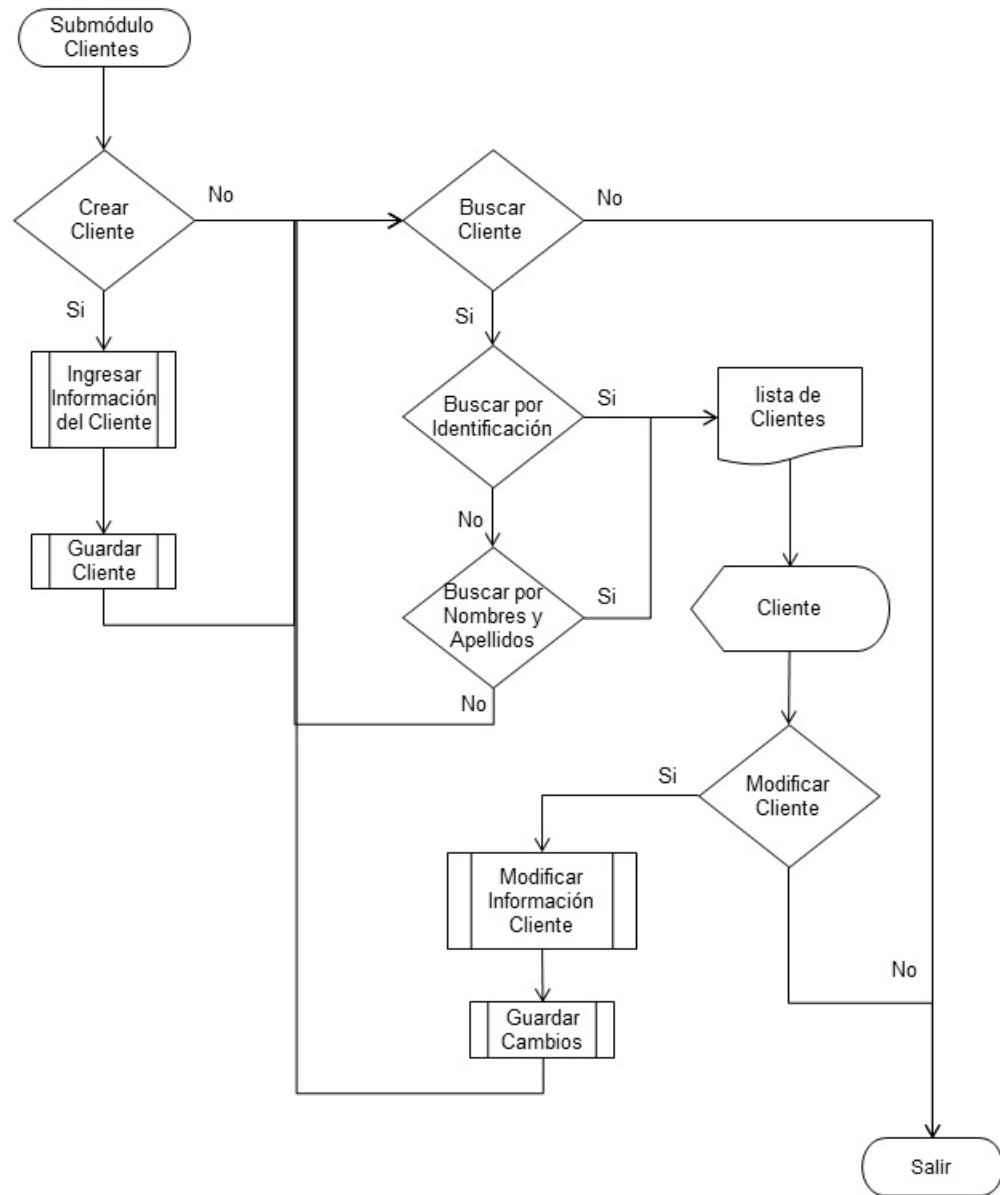 Submódulo
Clientes
Crear
Cliente
No
Si
Ingresar
Información
del Cliente
Guardar
Cliente
Buscar
Cliente
No
Si
Buscar por
Identificación
Si
No
Buscar por
Nombres y
Apellidos
Si
No
lista de
Clientes
Cliente
Modificar
Cliente
Si
No
Modificar
Información
Cliente
Guardar
Cambios
Salir